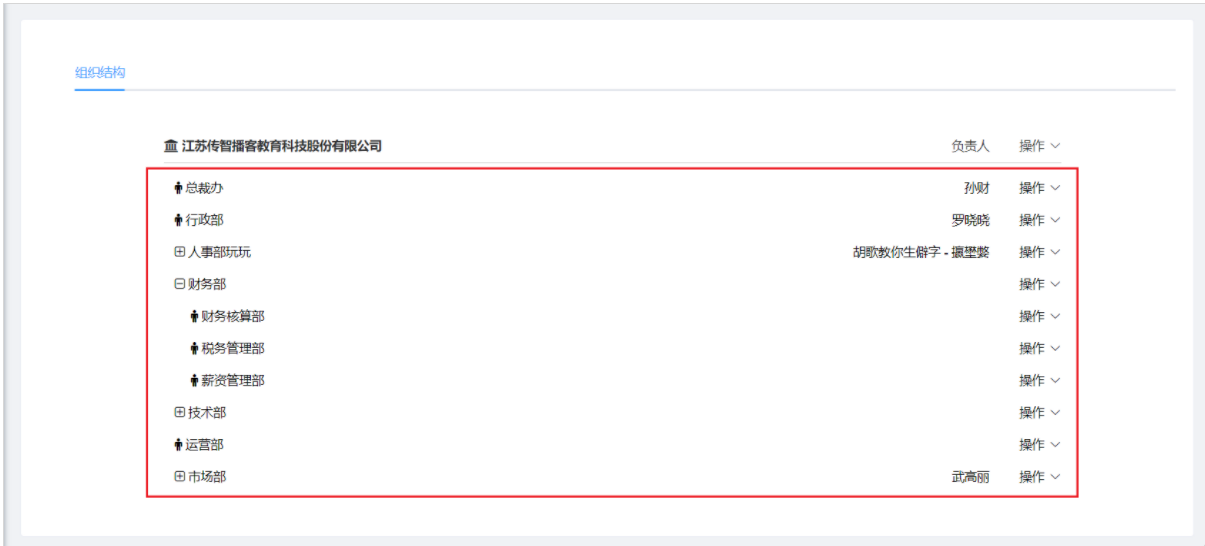 组织结构
江苏传智播客教育科技股份有限公司 负责人 操作
总裁办 孙财 操作
行政部 罗晓晓 操作
人事部玩玩 胡歌教你生僻字 - 操作
财务部 操作
财务核算部 操作
税务管理部 操作
薪资管理部 操作
技术部 操作
运营部 操作
市场部 武高丽 操作